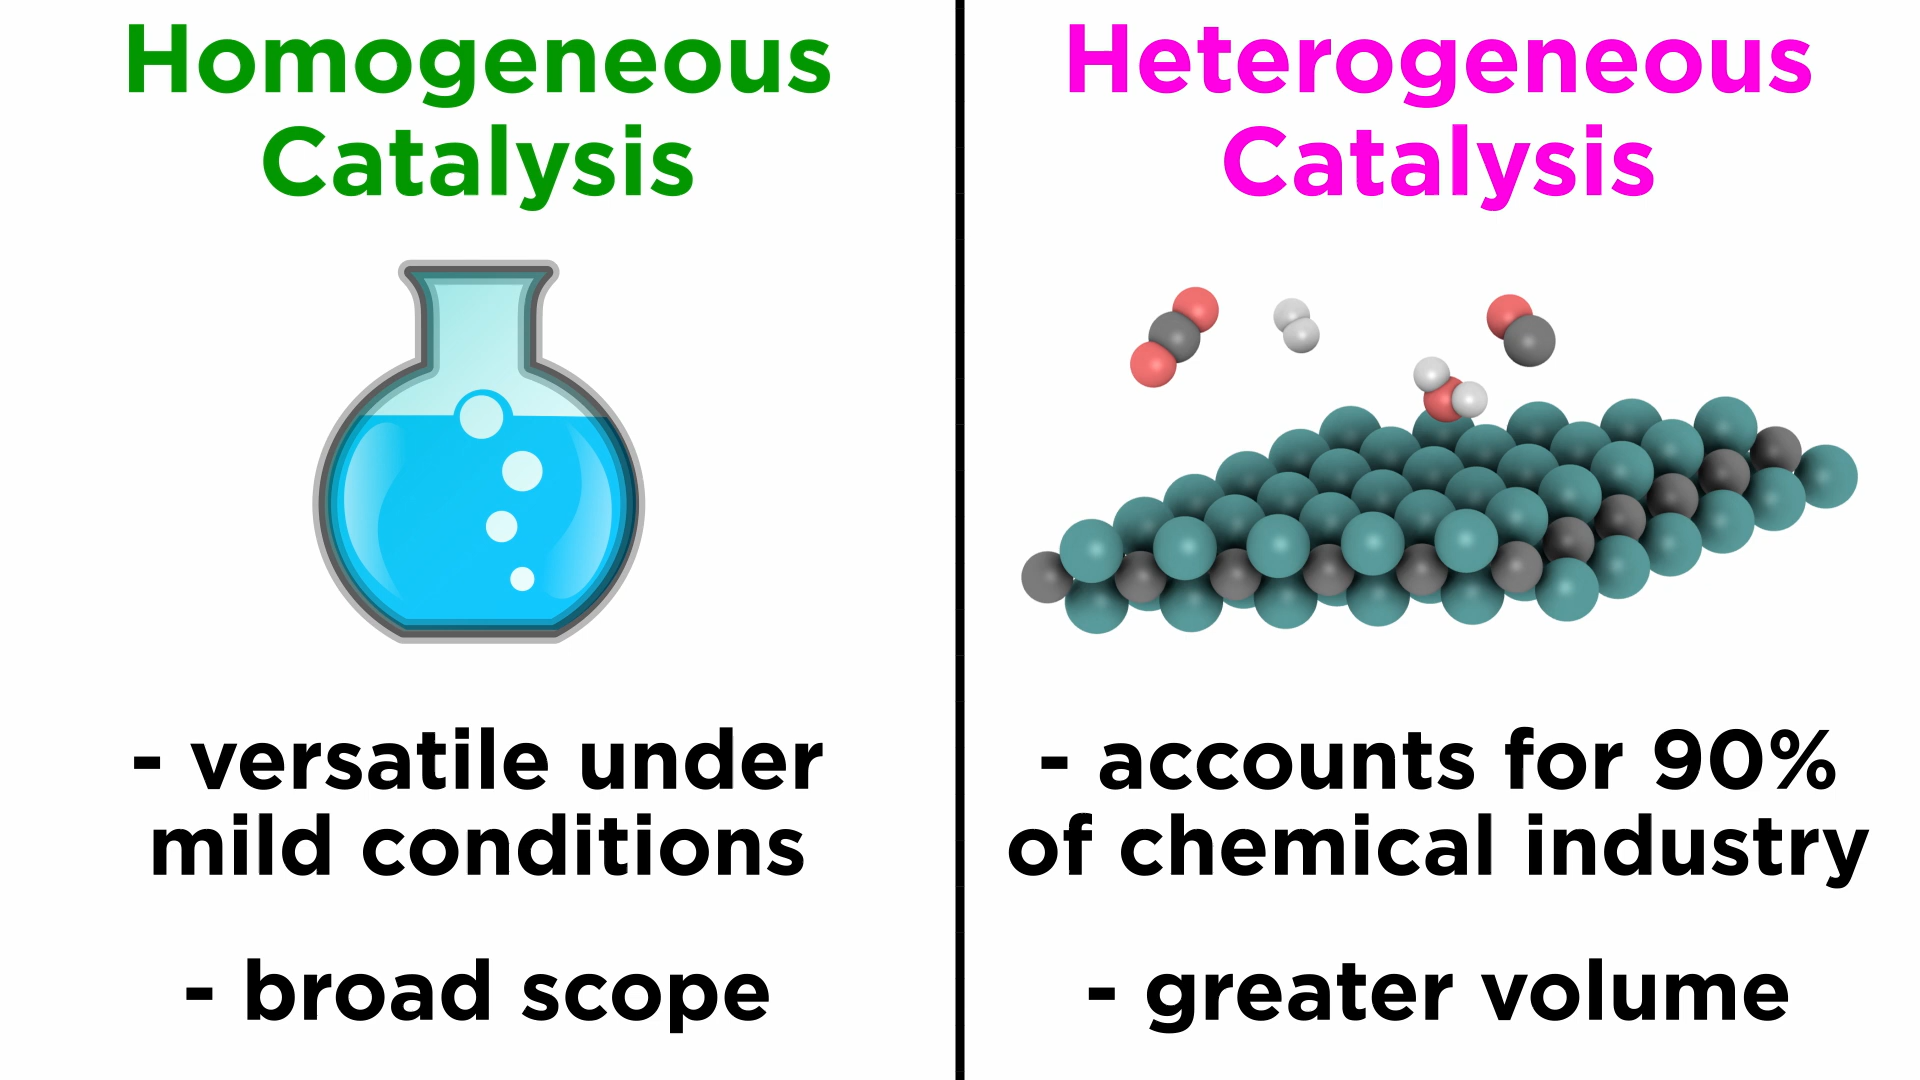 Homogeneous
Catalysis
- versatile under
mild conditions
- broad scope
Heterogeneous
Catalysis
- accounts for 90%
of chemical industry
- greater volume